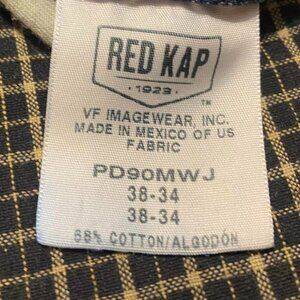 RED KAP
· 1923 ·
™
VF IMAGEWEAR, INC.
MADE IN MEXICO OF US
FABRIC
PD90MWJ
38-34
38-34
68% COTTON/ALGODÓN